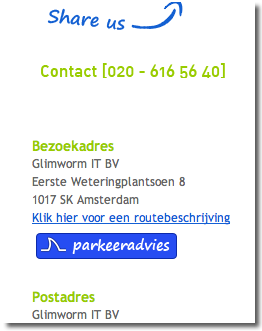 Share us
Contact [020 - 616 56 40]
Bezoekadres
Glimworm IT BV
Eerste Weteringplantsoen 8
1017 SK Amsterdam
Klik hier voor een routebeschrijving
parkeeradvies
Postadres
Glimworm IT BV